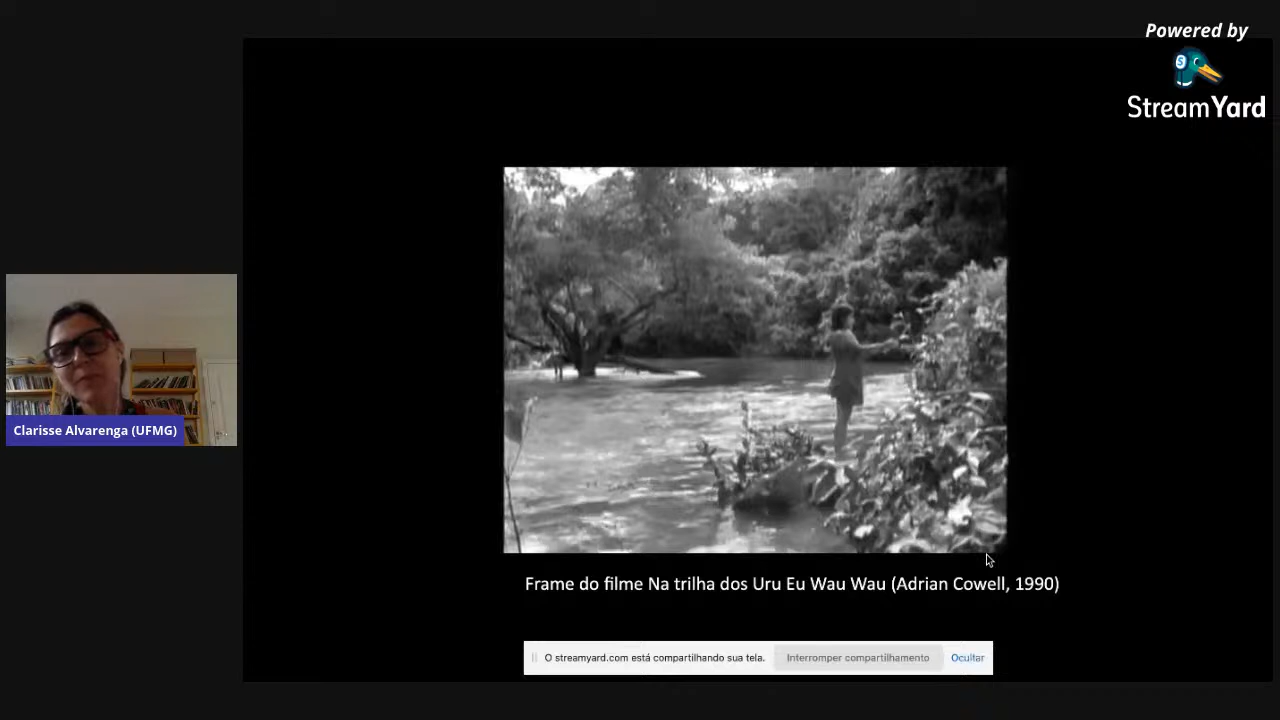 Powered by
S
StreamYard
Clarisse Alvarenga (UFMG)
Frame do filme Na trilha dos Uru Eu Wau Wau (Adrian Cowell, 1990)
O streamyard.com está compartilhando sua tela. Interromper compartilhamento Ocultar